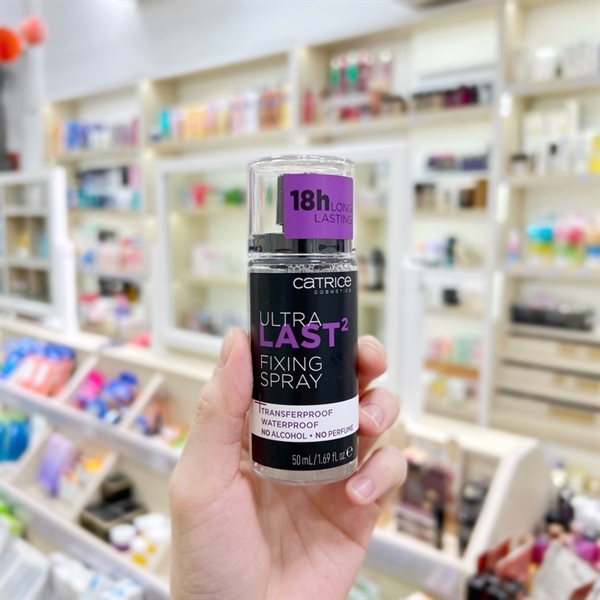 18h LONG
LASTING
CATRICE
COSMETICS
ULTRA
LAST²
FIXING
SPRAY
TRANSFERPROOF
WATERPROOF
NO ALCOHOL • NO PERFUME
50 mL/1.69 fl. oz e